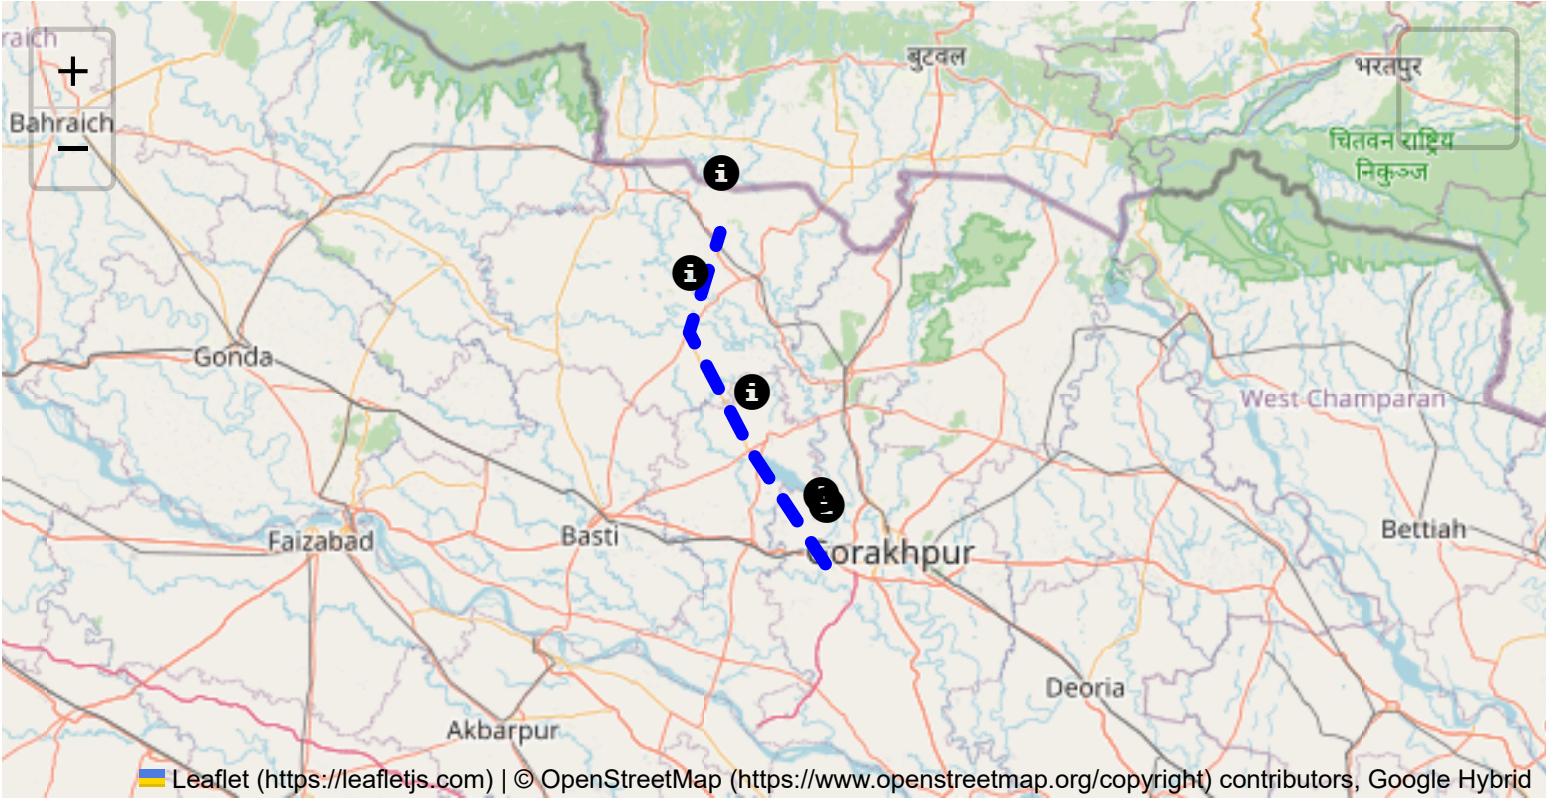 raich
+
बुटवल
भरतपुर
Bahraich
−
चितवन राष्ट्रिय
निकुञ्ज
i
i
Gonda
i
West Champaran
Basti
Bettiah
Faizabad
Gorakhpur
Deoria
Akbarpur
Leaflet (https://leafletjs.com) | © OpenStreetMap (https://www.openstreetmap.org/copyright) contributors, Google Hybrid